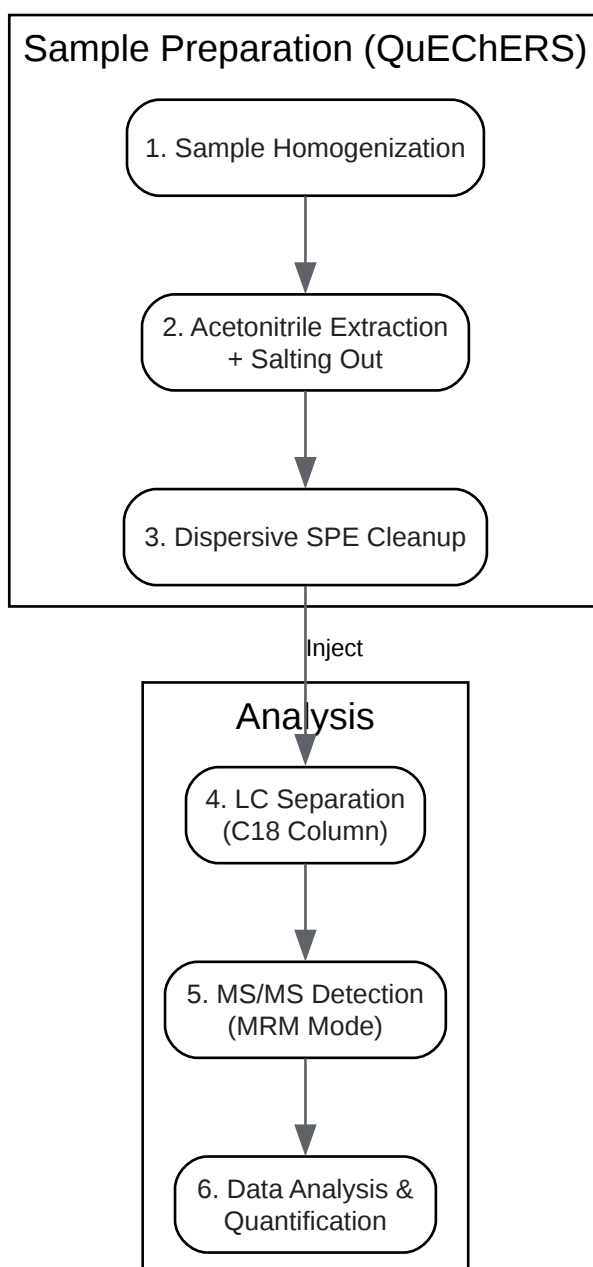 Sample Preparation (QuEChERS)
1. Sample Homogenization
2. Acetonitrile Extraction
+ Salting Out
3. Dispersive SPE Cleanup
Inject
Analysis
4. LC Separation
(C18 Column)
5. MS/MS Detection
(MRM Mode)
6. Data Analysis &
Quantification